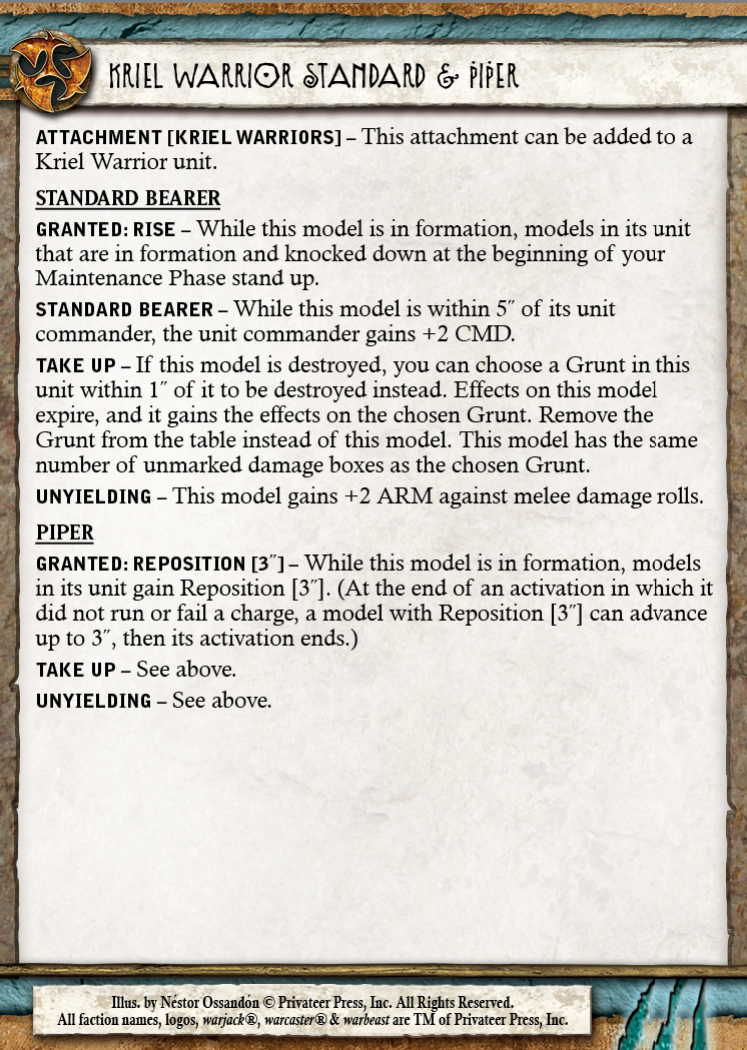 KRIEL WARRIOR STANDARD & PIPER
ATTACHMENT [KRIEL WARRIORS] – This attachment can be added to a
Kriel Warrior unit.
STANDARD BEARER
GRANTED: RISE – While this model is in formation, models in its unit
that are in formation and knocked down at the beginning of your
Maintenance Phase stand up.
STANDARD BEARER – While this model is within 5″ of its unit
commander, the unit commander gains +2 CMD.
TAKE UP – If this model is destroyed, you can choose a Grunt in this
unit within 1″ of it to be destroyed instead. Effects on this model
expire, and it gains the effects on the chosen Grunt. Remove the
Grunt from the table instead of this model. This model has the same
number of unmarked damage boxes as the chosen Grunt.
UNYIELDING – This model gains +2 ARM against melee damage rolls.
PIPER
GRANTED: REPOSITION [3″] – While this model is in formation, models
in its unit gain Reposition [3″]. (At the end of an activation in which it
did not run or fail a charge, a model with Reposition [3″] can advance
up to 3″, then its activation ends.)
TAKE UP – See above.
UNYIELDING – See above.
Illus. by Néstor Ossandón © Privateer Press, Inc. All Rights Reserved.
All faction names, logos, warjack®, warcaster® & warbeast are TM of Privateer Press, Inc.